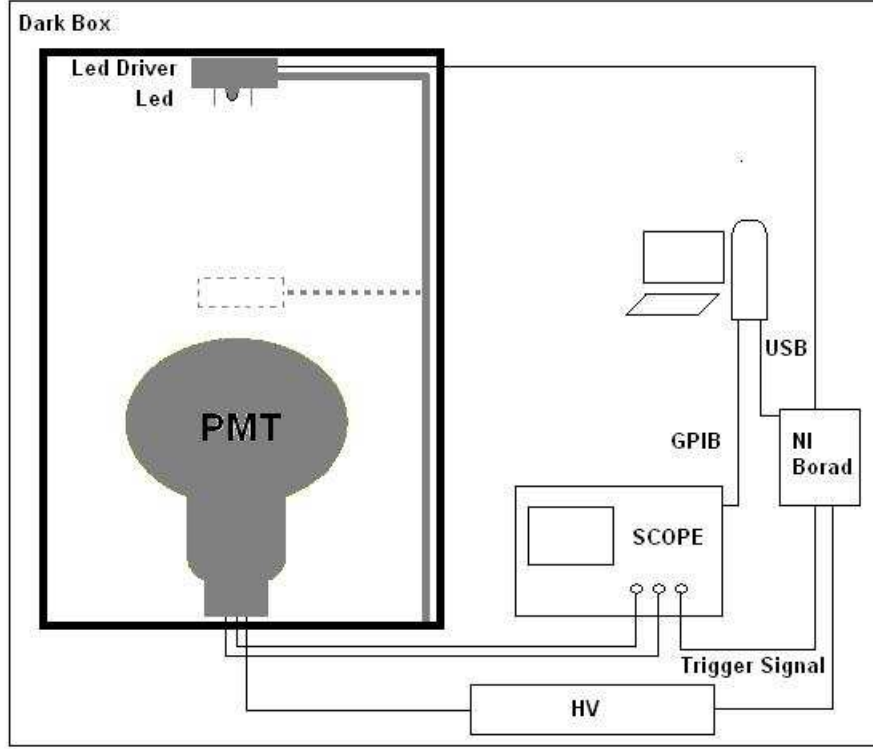 Dark Box
Led Driver
Led
PMT
USB
GPIB
NI
Borad
SCOPE
Trigger Signal
HV